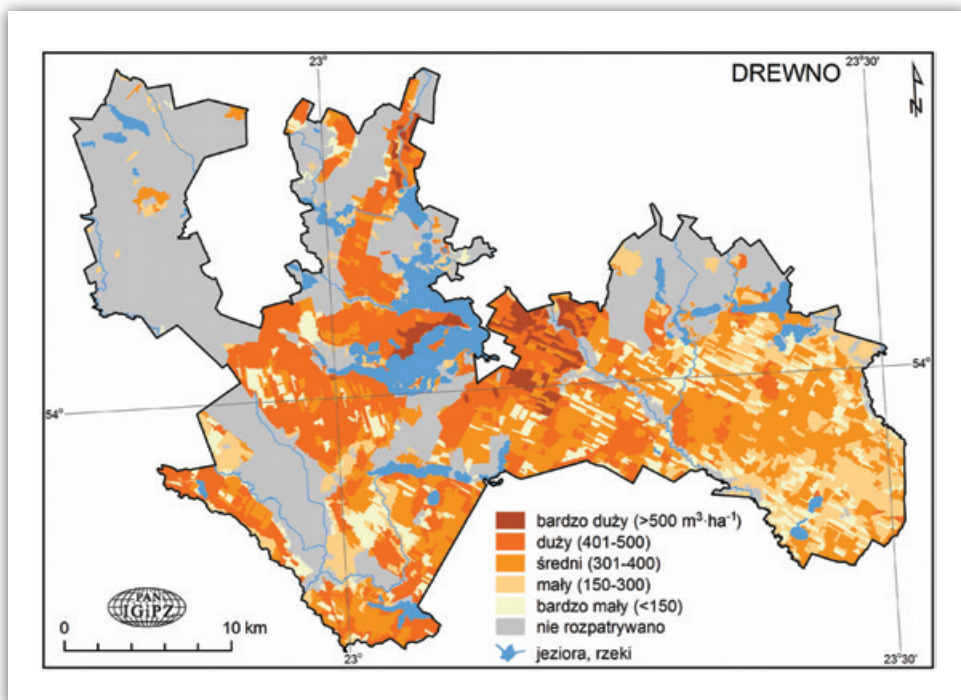 23°
23°30'
DREWNO
N
54°
54°
bardzo duży (>500 m³·ha⁻¹)
duży (401-500)
średni (301-400)
mały (150-300)
bardzo mały (<150)
nie rozpatrywano
jeziora, rzeki
PAN
IGiPZ
0 10 km
23°
23°30'